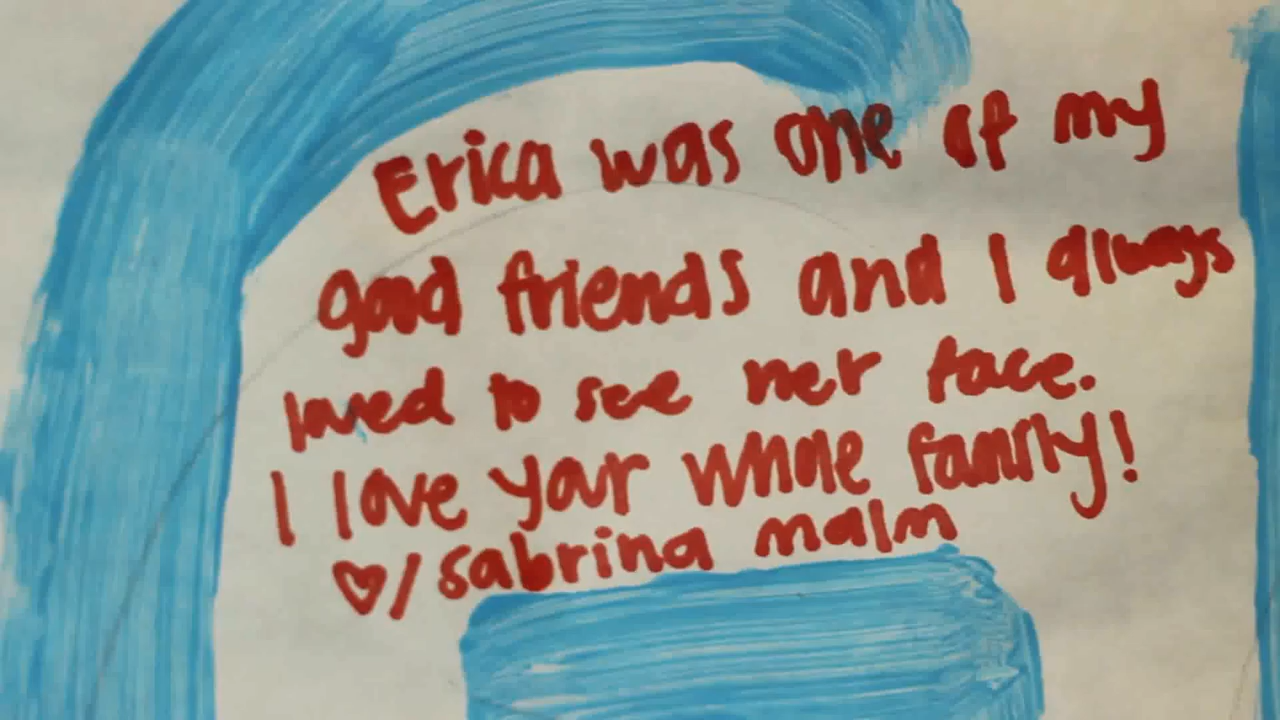 Erica was one of my
good friends and I always
loved to see her face.
I love your whole family!
♡/sabrina malm